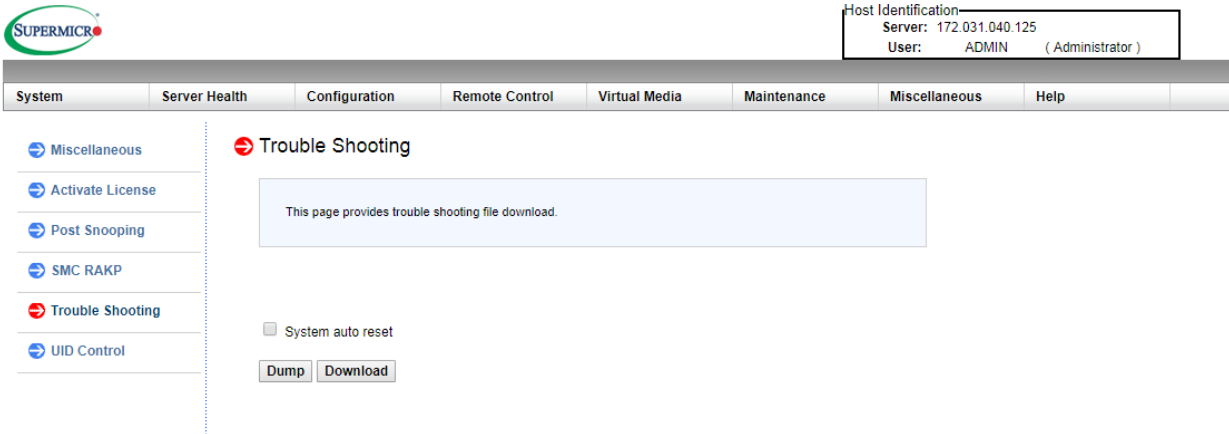 SUPERMICR
Host Identification
Server: 172.031.040.125
User: ADMIN ( Administrator )
System Server Health Configuration Remote Control Virtual Media Maintenance Miscellaneous Help
Miscellaneous
Activate License
Post Snooping
SMC RAKP
Trouble Shooting
UID Control
Trouble Shooting
This page provides trouble shooting file download.
System auto reset
Dump Download